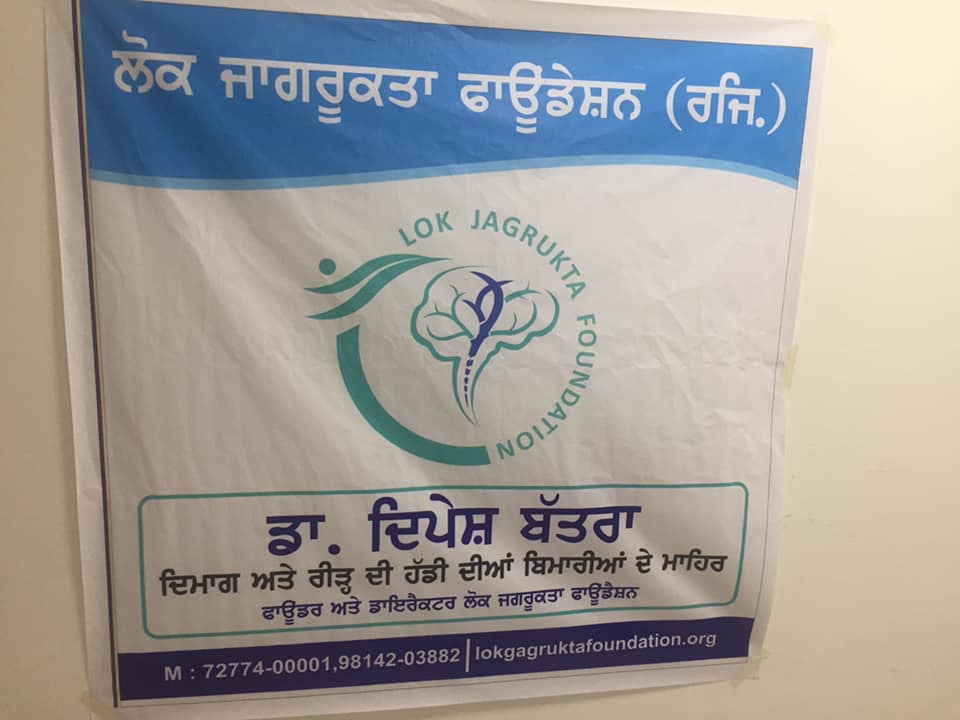 ਲੋਕ ਜਾਗਰੂਕਤਾ ਫਾਊਂਡੇਸ਼ਨ (ਰਜਿ.)
LOK JAGRUKTA FOUNDATION
ਡਾ. ਦਿਪੇਸ਼ ਬੱਤਰਾ
ਦਿਮਾਗ ਅਤੇ ਰੀੜ੍ਹ ਦੀ ਹੱਡੀ ਦੀਆਂ ਬਿਮਾਰੀਆਂ ਦੇ ਮਾਹਿਰ
ਫਾਊਂਡਰ ਅਤੇ ਡਾਇਰੈਕਟਰ ਲੋਕ ਜਗਰੂਕਤਾ ਫਾਊਂਡੈਸ਼ਨ
M : 72774-00001,98142-03882 | lokgagruktafoundation.org